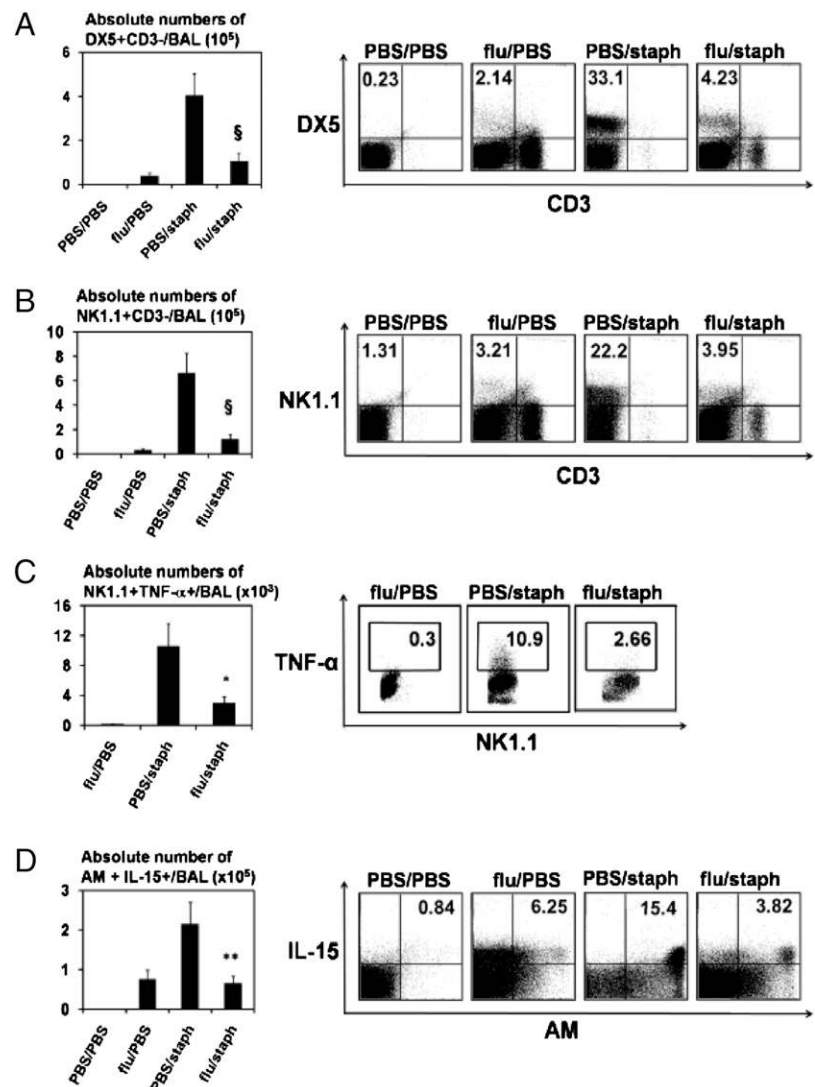 A
Absolute numbers of
DX5+CD3-/BAL (10⁵)
6
4
2
0
§
PBS/PBS
flu/PBS
PBS/staph
flu/staph
PBS/PBS
flu/PBS
PBS/staph
flu/staph
0.23
2.14
33.1
4.23
DX5
CD3
B
Absolute numbers of
NK1.1+CD3-/BAL (10⁵)
10
8
6
4
2
0
§
PBS/PBS
flu/PBS
PBS/staph
flu/staph
PBS/PBS
flu/PBS
PBS/staph
flu/staph
1.31
3.21
22.2
3.95
NK1.1
CD3
C
Absolute numbers of
NK1.1+TNF-α+/BAL (x10³)
16
12
8
4
0
*
flu/PBS
PBS/staph
flu/staph
flu/PBS
PBS/staph
flu/staph
0.3
10.9
2.66
TNF-α
NK1.1
D
Absolute number of
AM + IL-15+/BAL (x10⁵)
3
2
1
0
**
PBS/PBS
flu/PBS
PBS/staph
flu/staph
PBS/PBS
flu/PBS
PBS/staph
flu/staph
0.84
6.25
15.4
3.82
IL-15
AM